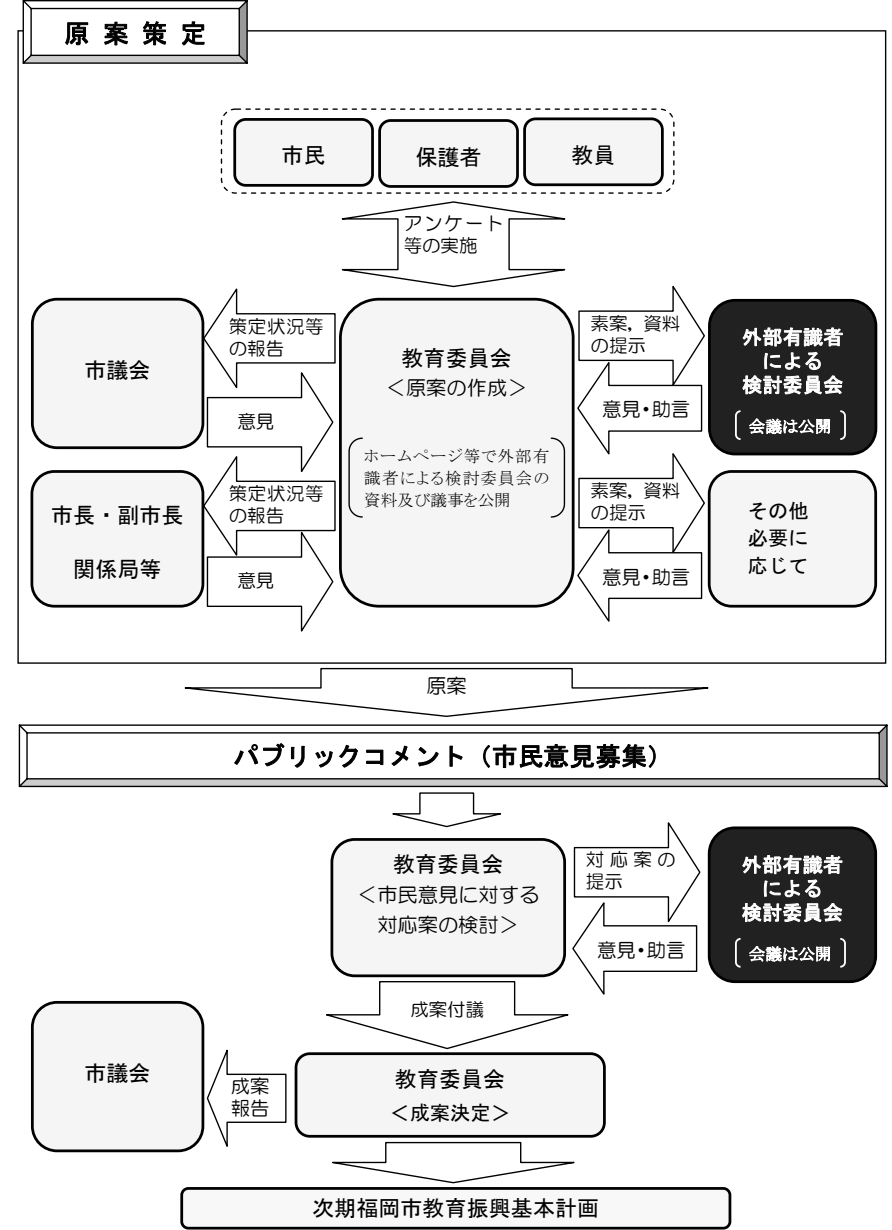 原案策定
市民
保護者
教員
アンケート
等の実施
市議会
策定状況等
の報告
意見
教育委員会
＜原案の作成＞
ホームページ等で外部有
識者による検討委員会の
資料及び議事を公開
素案，資料
の提示
意見・助言
外部有識者
による
検討委員会
会議は公開
市長・副市長
関係局等
策定状況等
の報告
意見
素案，資料
の提示
意見・助言
その他
必要に
応じて
原案
パブリックコメント（市民意見募集）
教育委員会
＜市民意見に対する
対応案の検討＞
対応案の
提示
意見・助言
外部有識者
による
検討委員会
会議は公開
成案付議
市議会
成案
報告
教育委員会
＜成案決定＞
次期福岡市教育振興基本計画